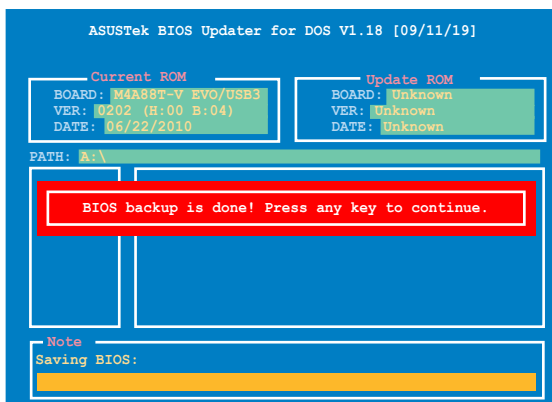 ASUSTek BIOS Updater for DOS V1.18 [09/11/19]
Current ROM
BOARD: M4A88T-V EVO/USB3
VER: 0202 (H:00 B:04)
DATE: 06/22/2010
Update ROM
BOARD: Unknown
VER: Unknown
DATE: Unknown
PATH: A:\
BIOS backup is done! Press any key to continue.
Note
Saving BIOS: